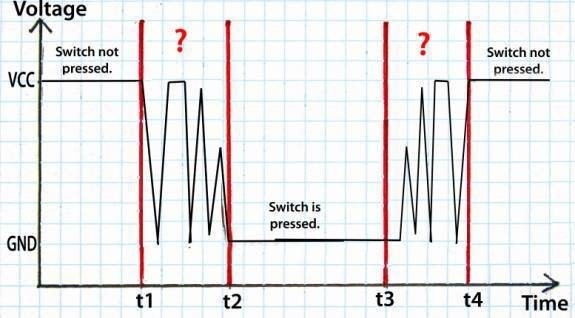 Voltage
?
?
Switch not
pressed.
Switch not
pressed.
VCC
Switch is
pressed.
GND
t1
t2
t3
t4
Time